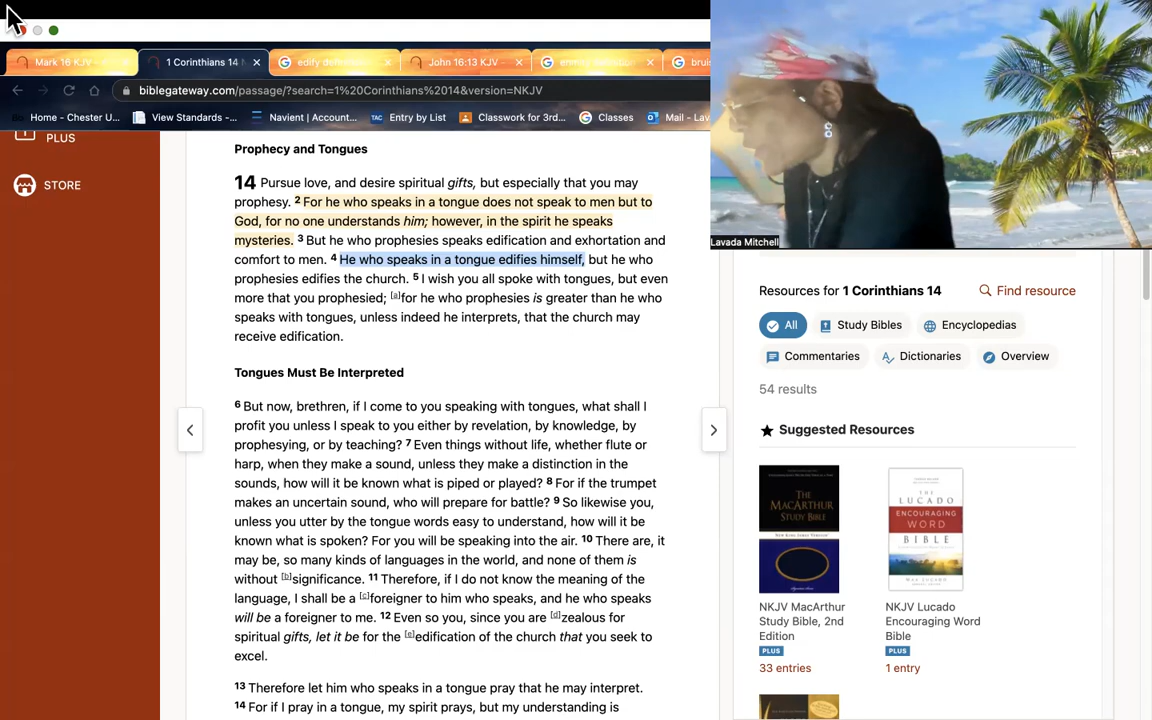 Mark 16 KJV
1 Corinthians 14 N
edify definition
John 16:13 KJV -
biblegateway.com/passage/?search=1%20Corinthians%2014&version=NKJV
Home - Chester U...
View Standards -...
Navient | Account...
TAC Entry by List
Classwork for 3rd...
Classes
Mail - Lav
PLUS
STORE
Lavada Mitchell
Prophecy and Tongues
14 Pursue love, and desire spiritual gifts, but especially that you may
prophesy. 2 For he who speaks in a tongue does not speak to men but to
God, for no one understands him; however, in the spirit he speaks
mysteries. 3 But he who prophesies speaks edification and exhortation and
comfort to men. 4 He who speaks in a tongue edifies himself, but he who
prophesies edifies the church. 5 I wish you all spoke with tongues, but even
more that you prophesied; [a]for he who prophesies is greater than he who
speaks with tongues, unless indeed he interprets, that the church may
receive edification.
Tongues Must Be Interpreted
6 But now, brethren, if I come to you speaking with tongues, what shall I
profit you unless I speak to you either by revelation, by knowledge, by
prophesying, or by teaching? 7 Even things without life, whether flute or
harp, when they make a sound, unless they make a distinction in the
sounds, how will it be known what is piped or played? 8 For if the trumpet
makes an uncertain sound, who will prepare for battle? 9 So likewise you,
unless you utter by the tongue words easy to understand, how will it be
known what is spoken? For you will be speaking into the air. 10 There are, it
may be, so many kinds of languages in the world, and none of them is
without [b]significance. 11 Therefore, if I do not know the meaning of the
language, I shall be a [c]foreigner to him who speaks, and he who speaks
will be a foreigner to me. 12 Even so you, since you are [d]zealous for
spiritual gifts, let it be for the [e]edification of the church that you seek to
excel.
13 Therefore let him who speaks in a tongue pray that he may interpret.
14 For if I pray in a tongue, my spirit prays, but my understanding is
Resources for 1 Corinthians 14
Find resource
All
Study Bibles
Encyclopedias
Commentaries
Dictionaries
Overview
54 results
Suggested Resources
THE
MACARTHUR
STUDY BIBLE
THE
LUCADO
ENCOURAGING
WORD
BIBLE
NKJV MacArthur
Study Bible, 2nd
Edition
PLUS
33 entries
NKJV Lucado
Encouraging Word
Bible
PLUS
1 entry